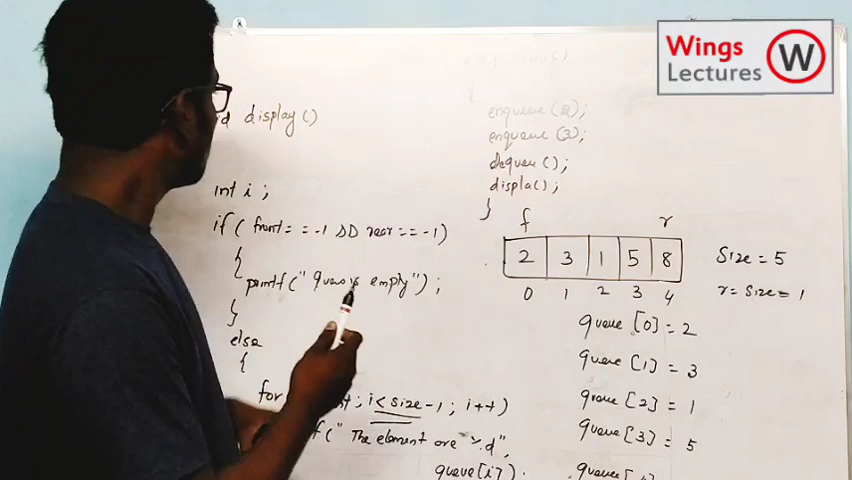 Wings
Lectures
W
display ()
int i ;
if ( front = = -1 && rear == -1)
{
printf (" queue is empty") ;
}
else
{
for ; i < size -1 ; i ++ )
(" The element are %d",
queue[i]) .
{
enqueue (2);
enqueue (3);
dequeu ();
displa();
}
f r
2 3 1 5 8
0 1 2 3 4
Size = 5
r = size - 1
queue [0] = 2
queue [1] = 3
queue [2] = 1
queue [3] = 5